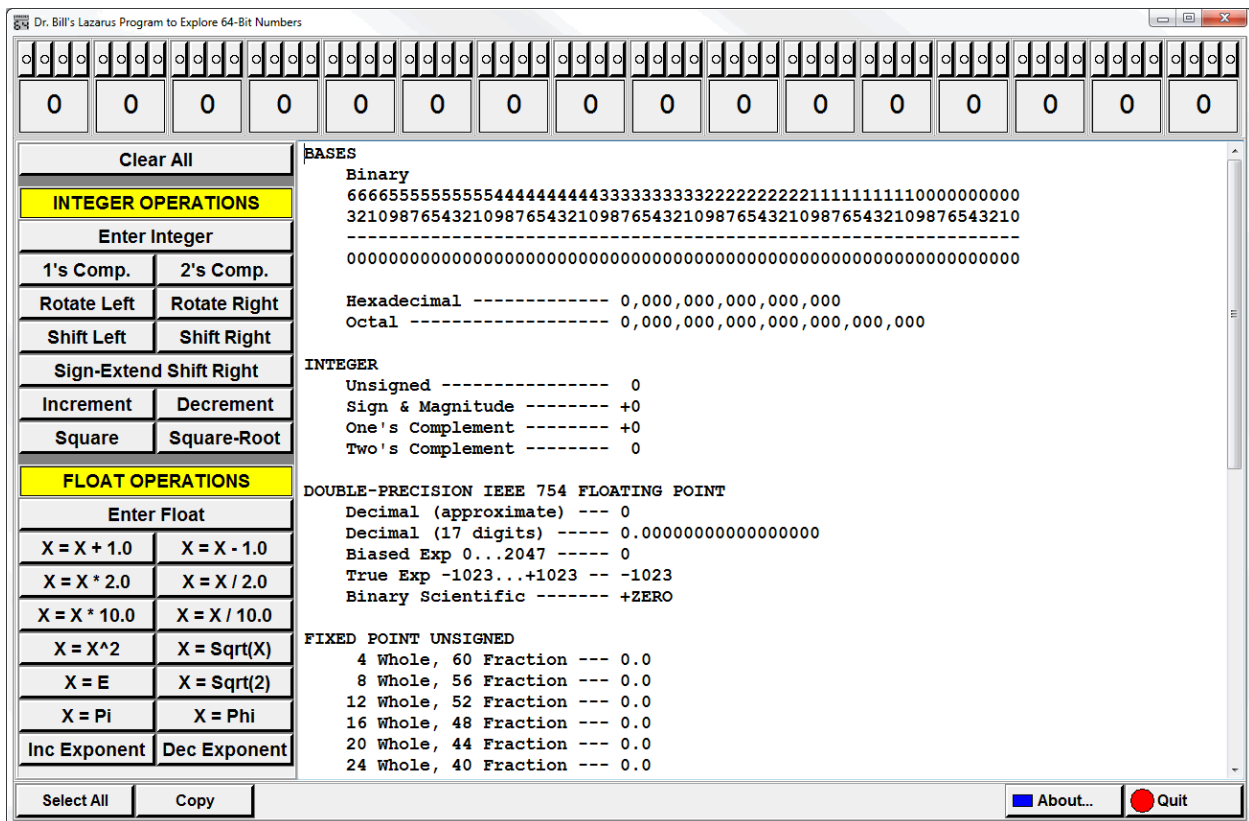 Dr. Bill's Lazarus Program to Explore 64-Bit Numbers
0 0 0 0 0 0 0 0 0 0 0 0 0 0 0 0
Clear All
INTEGER OPERATIONS
Enter Integer
1's Comp. 2's Comp.
Rotate Left Rotate Right
Shift Left Shift Right
Sign-Extend Shift Right
Increment Decrement
Square Square-Root
FLOAT OPERATIONS
Enter Float
X = X + 1.0 X = X - 1.0
X = X * 2.0 X = X / 2.0
X = X * 10.0 X = X / 10.0
X = X^2 X = Sqrt(X)
X = E X = Sqrt(2)
X = Pi X = Phi
Inc Exponent Dec Exponent
BASES
Binary
6666555555555544444444443333333333222222222211111111110000000000
3210987654321098765432109876543210987654321098765432109876543210
----------------------------------------------------------------
0000000000000000000000000000000000000000000000000000000000000000
Hexadecimal ------------- 0,000,000,000,000,000
Octal ------------------- 0,000,000,000,000,000,000,000
INTEGER
Unsigned ---------------- 0
Sign & Magnitude -------- +0
One's Complement -------- +0
Two's Complement -------- 0
DOUBLE-PRECISION IEEE 754 FLOATING POINT
Decimal (approximate) --- 0
Decimal (17 digits) ----- 0.00000000000000000
Biased Exp 0...2047 ----- 0
True Exp -1023...+1023 -- -1023
Binary Scientific ------- +ZERO
FIXED POINT UNSIGNED
4 Whole, 60 Fraction --- 0.0
8 Whole, 56 Fraction --- 0.0
12 Whole, 52 Fraction --- 0.0
16 Whole, 48 Fraction --- 0.0
20 Whole, 44 Fraction --- 0.0
24 Whole, 40 Fraction --- 0.0
Select All Copy About... Quit